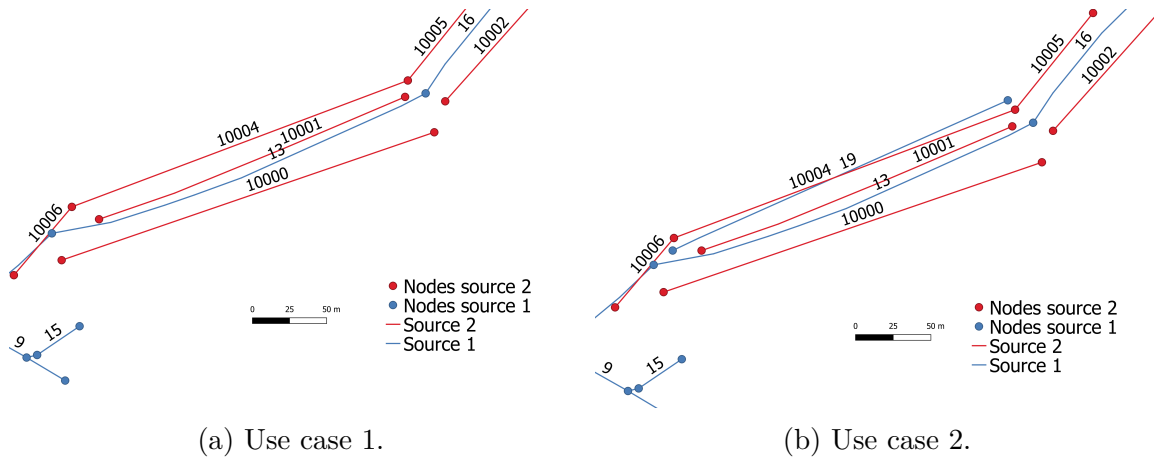 10005
16
10002
10004
10001
13
10000
10006
Nodes source 2
Nodes source 1
Source 2
Source 1
0 25 50 m
9
15
(a) Use case 1.
10005
16
10002
10004
19
10001
13
10000
10006
Nodes source 2
Nodes source 1
Source 2
Source 1
0 25 50 m
9
15
(b) Use case 2.